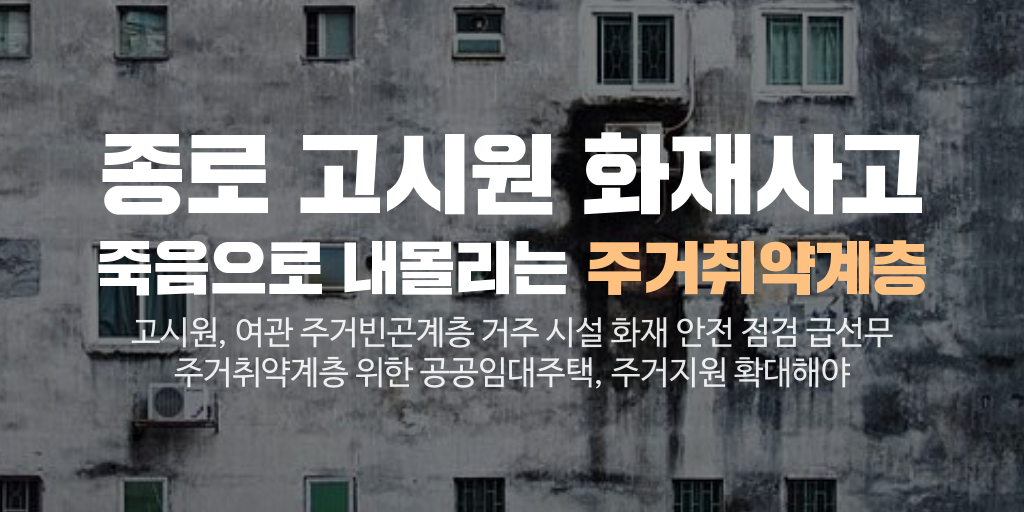 종로 고시원 화재사고
죽음으로 내몰리는 주거취약계층
고시원, 여관 주거빈곤계층 거주 시설 화재 안전 점검 급선무
주거취약계층 위한 공공임대주택, 주거지원 확대해야